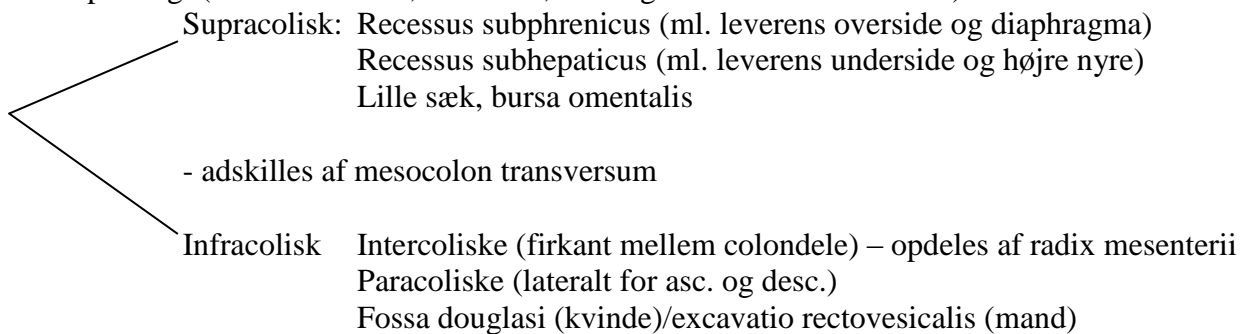 Supracolisk: Recessus subphrenicus (ml. leverens overside og diaphragma)
Recessus subhepaticus (ml. leverens underside og højre nyre)
Lille sæk, bursa omentalis
- adskilles af mesocolon transversum
Infracolisk Intercoliske (firkant mellem colondele) – opdeles af radix mesenterii
Paracoliske (lateralt for asc. og desc.)
Fossa douglasi (kvinde)/excavatio rectovesicalis (mand)